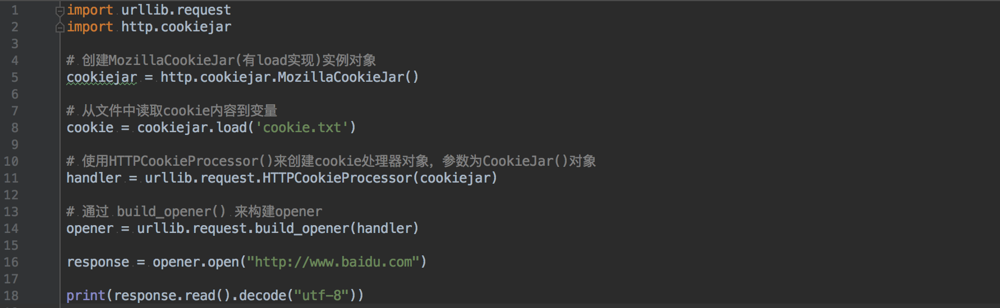 1 import urllib.request
2 import http.cookiejar
3
4 # 创建MozillaCookieJar(有load实现)实例对象
5 cookiejar = http.cookiejar.MozillaCookieJar()
6
7 # 从文件中读取cookie内容到变量
8 cookie = cookiejar.load('cookie.txt')
9
10 # 使用HTTPCookieProcessor()来创建cookie处理器对象，参数为CookieJar()对象
11 handler = urllib.request.HTTPCookieProcessor(cookiejar)
12
13 # 通过 build_opener() 来构建opener
14 opener = urllib.request.build_opener(handler)
15
16 response = opener.open("http://www.baidu.com")
17
18 print(response.read().decode("utf-8"))